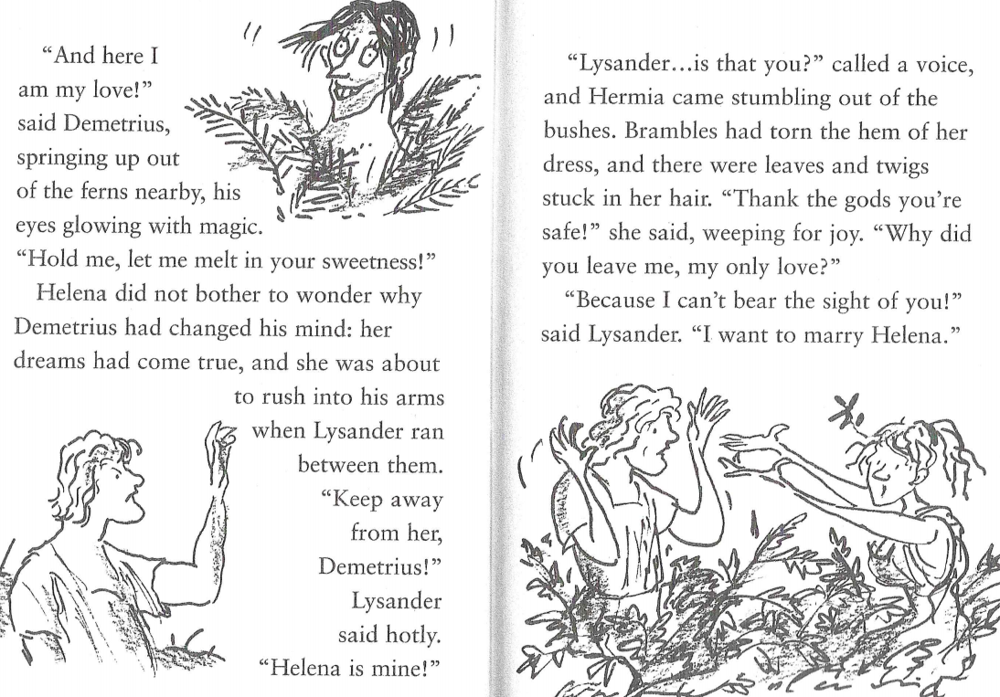 “And here I
am my love!”
said Demetrius,
springing up out
of the ferns nearby, his
eyes glowing with magic.
“Hold me, let me melt in your sweetness!”
Helena did not bother to wonder why
Demetrius had changed his mind: her
dreams had come true, and she was about
to rush into his arms
when Lysander ran
between them.
“Keep away
from her,
Demetrius!”
Lysander
said hotly.
“Helena is mine!”
“Lysander...is that you?” called a voice,
and Hermia came stumbling out of the
bushes. Brambles had torn the hem of her
dress, and there were leaves and twigs
stuck in her hair. “Thank the gods you’re
safe!” she said, weeping for joy. “Why did
you leave me, my only love?”
“Because I can’t bear the sight of you!”
said Lysander. “I want to marry Helena.”